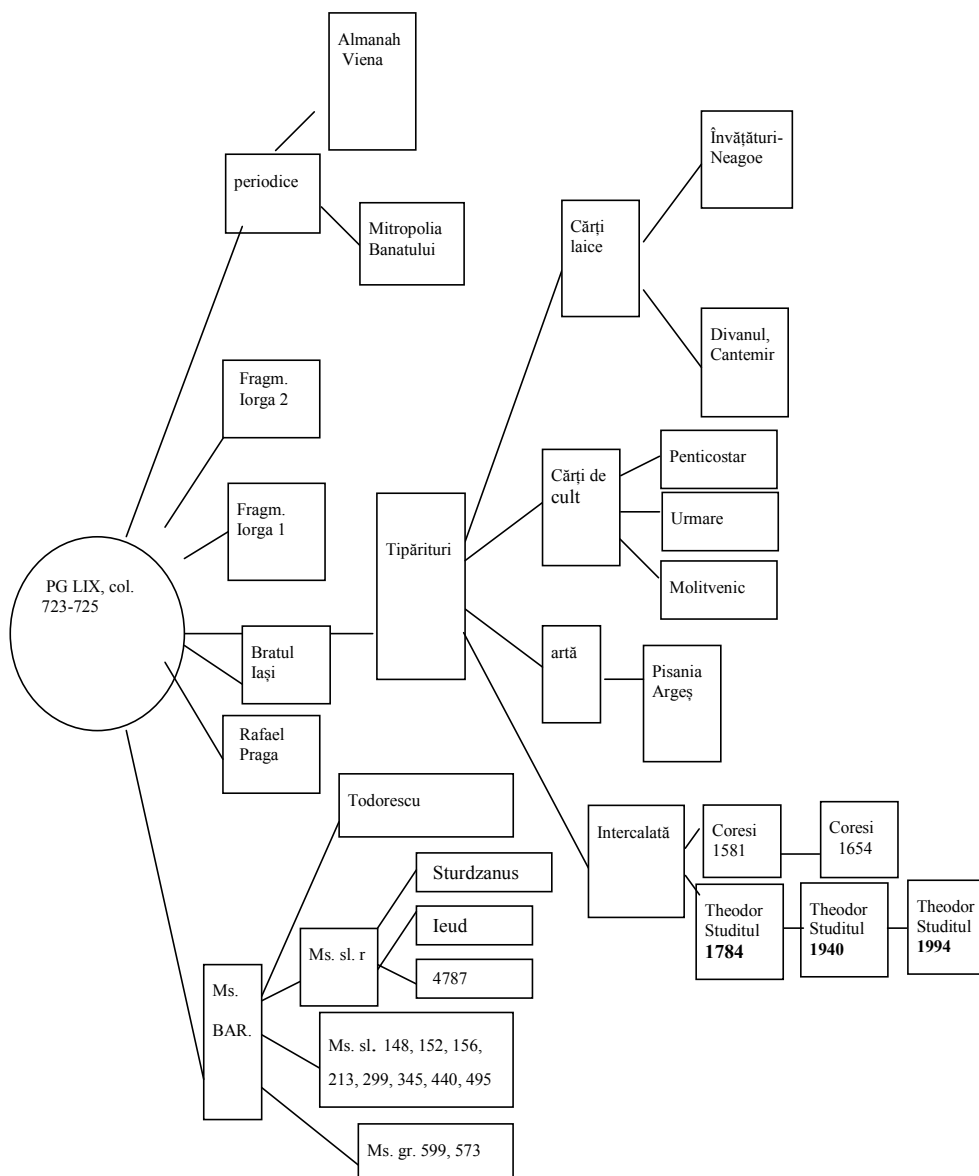 Almanah
Viena
periodice
Mitropolia
Banatului
Învățături-
Neagoe
Cărți
laice
Divanul,
Cantemir
Fragm.
Iorga 2
Fragm.
Iorga 1
PG LIX, col.
723-725
Bratul
Iași
Rafael
Praga
Tipărituri
Cărți de
cult
Penticostar
Urmare
Molitvenic
artă
Pisania
Argeș
Intercalată
Coresi
1581
Coresi
1654
Theodor
Studitul
1784
Theodor
Studitul
1940
Theodor
Studitul
1994
Todorescu
Sturdzanus
Ms. sl. r
Ieud
4787
Ms.
BAR.
Ms. sl. 148, 152, 156,
213, 299, 345, 440, 495
Ms. gr. 599, 573